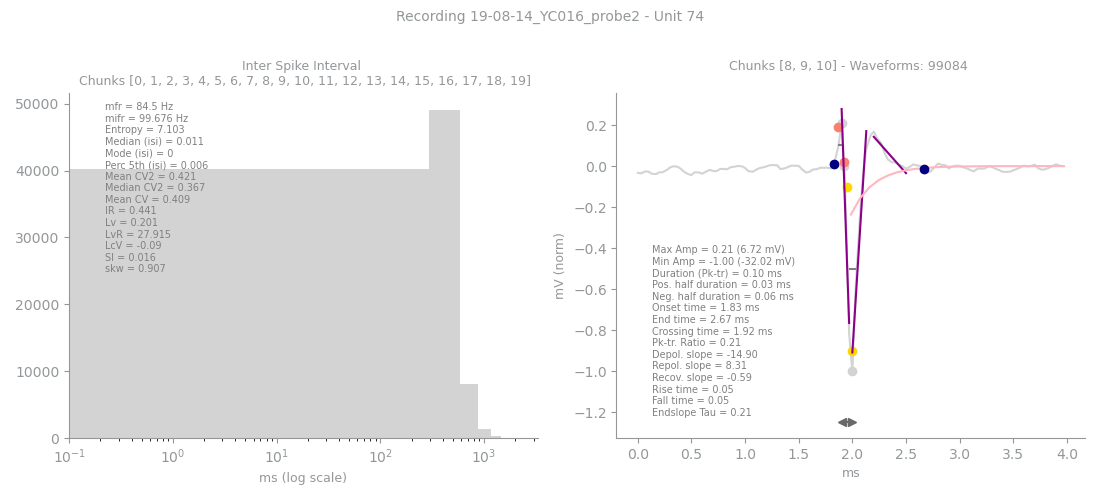 Recording 19-08-14_YC016_probe2 - Unit 74
Inter Spike Interval
Chunks [0, 1, 2, 3, 4, 5, 6, 7, 8, 9, 10, 11, 12, 13, 14, 15, 16, 17, 18, 19]
50000
40000
30000
20000
10000
0
mfr = 84.5 Hz
mifr = 99.676 Hz
Entropy = 7.103
Median (isi) = 0.011
Mode (isi) = 0
Perc 5th (isi) = 0.006
Mean CV2 = 0.421
Median CV2 = 0.367
Mean CV = 0.409
IR = 0.441
Lv = 0.201
LvR = 27.915
LcV = -0.09
SI = 0.016
skw = 0.907
10⁻¹ 10⁰ 10¹ 10² 10³
ms (log scale)
Chunks [8, 9, 10] - Waveforms: 99084
mV (norm)
0.2
0.0
−0.2
−0.4
−0.6
−0.8
−1.0
−1.2
Max Amp = 0.21 (6.72 mV)
Min Amp = -1.00 (-32.02 mV)
Duration (Pk-tr) = 0.10 ms
Pos. half duration = 0.03 ms
Neg. half duration = 0.06 ms
Onset time = 1.83 ms
End time = 2.67 ms
Crossing time = 1.92 ms
Pk-tr. Ratio = 0.21
Depol. slope = -14.90
Repol. slope = 8.31
Recov. slope = -0.59
Rise time = 0.05
Fall time = 0.05
Endslope Tau = 0.21
0.0 0.5 1.0 1.5 2.0 2.5 3.0 3.5 4.0
ms